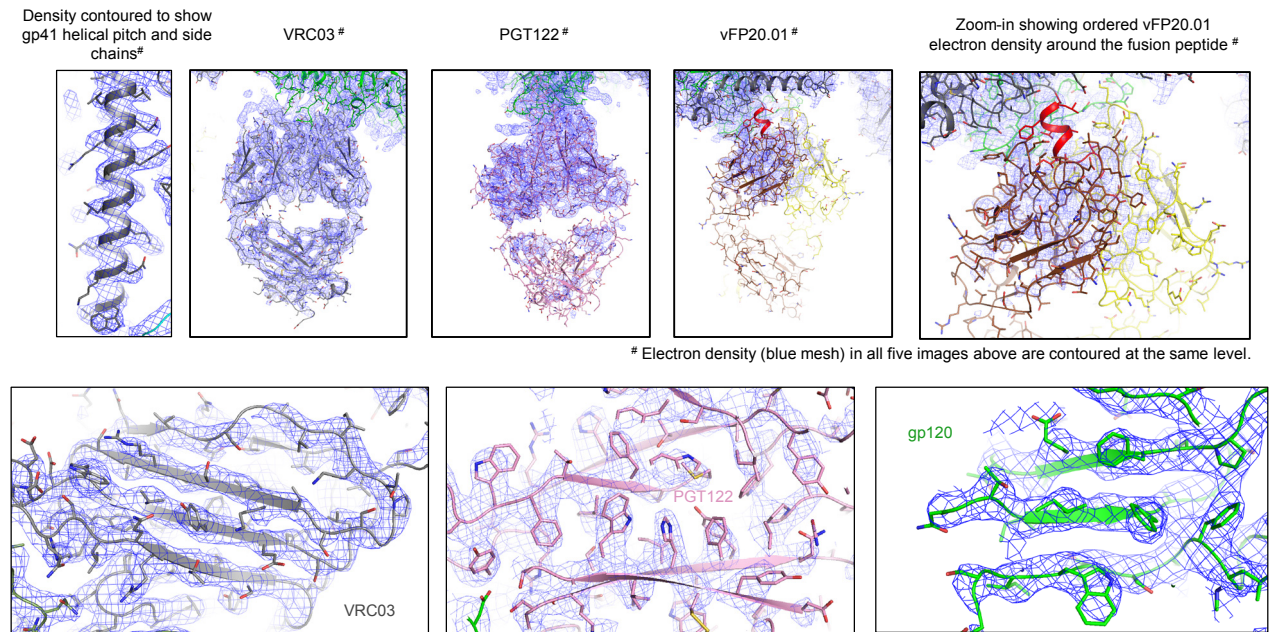 Density contoured to show
gp41 helical pitch and side
chains#
VRC03 #
PGT122 #
vFP20.01 #
Zoom-in showing ordered vFP20.01
electron density around the fusion peptide #
# Electron density (blue mesh) in all five images above are contoured at the same level.
VRC03
PGT122
gp120